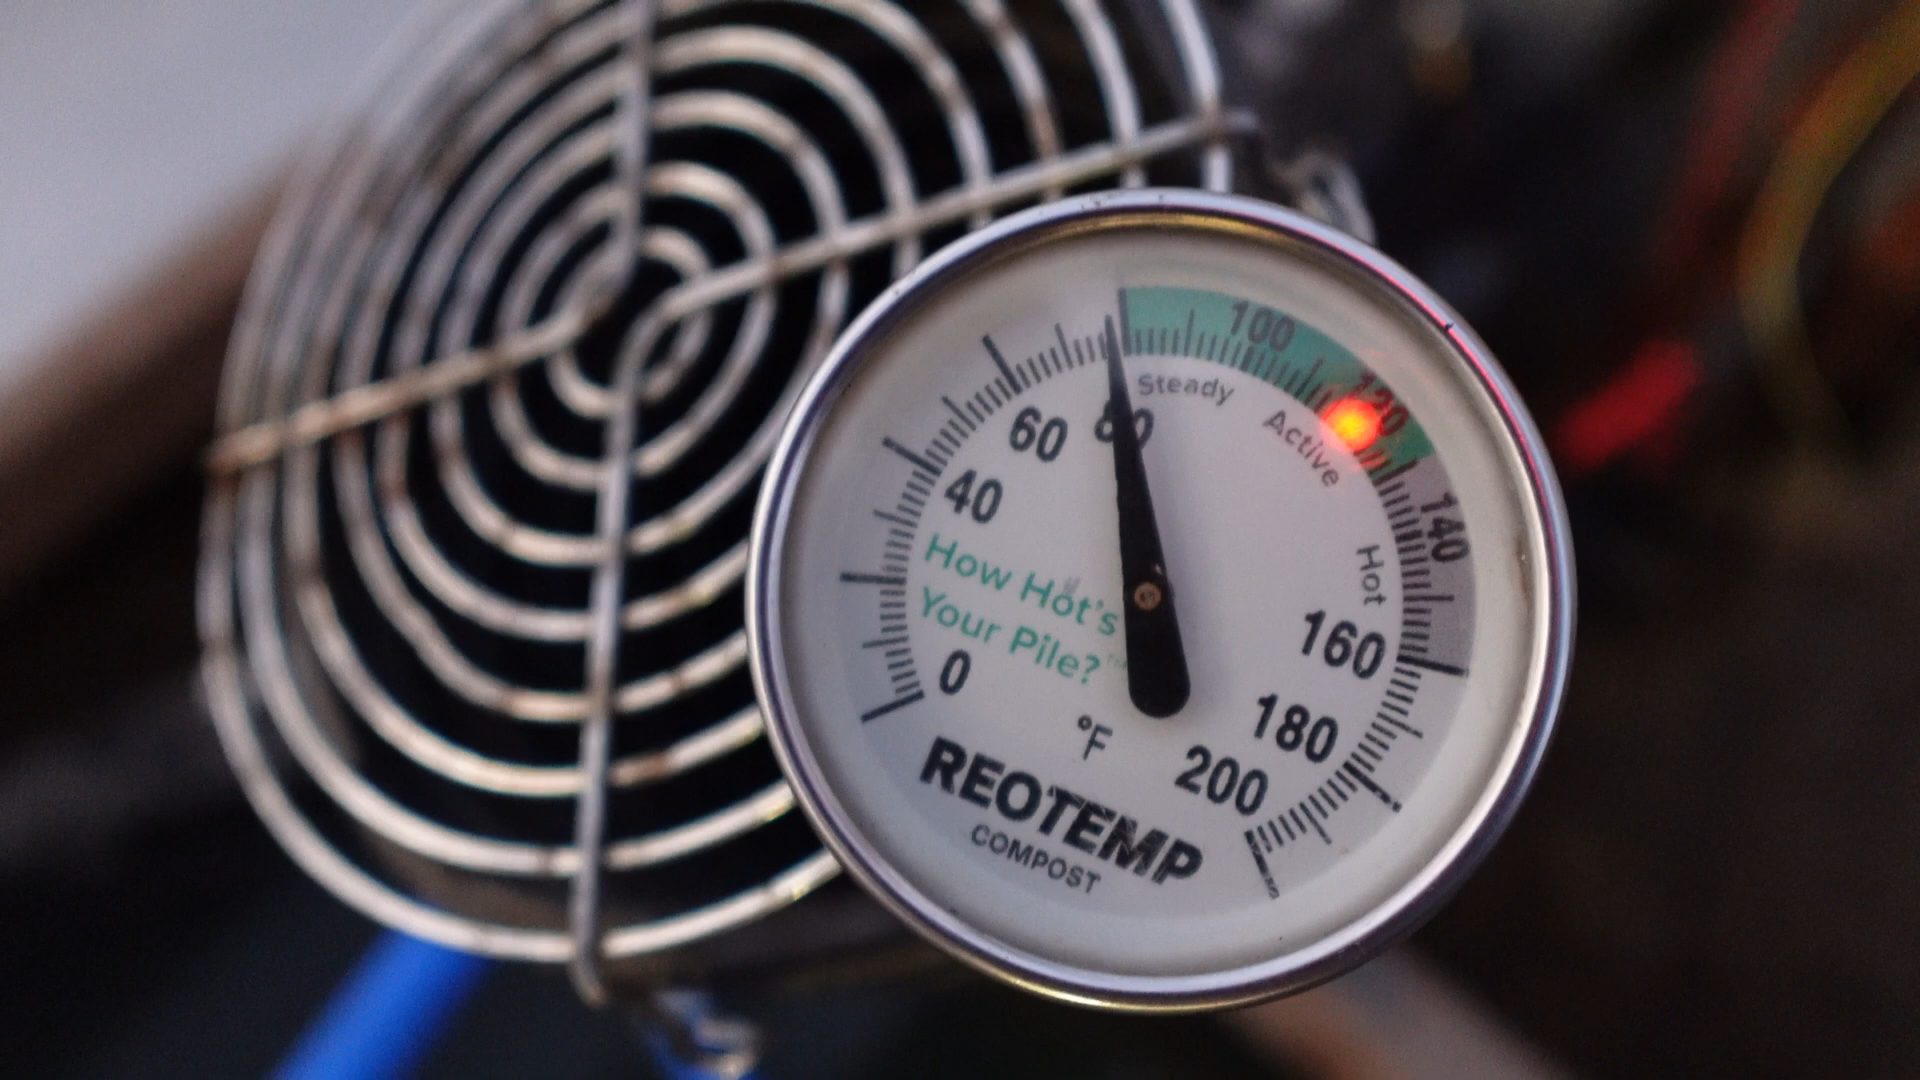 100
120
Steady
Active
60
80
40
140
Hot
How Hot's
Your Pile?™
160
0
180
°F
200
REOTEMP
COMPOST